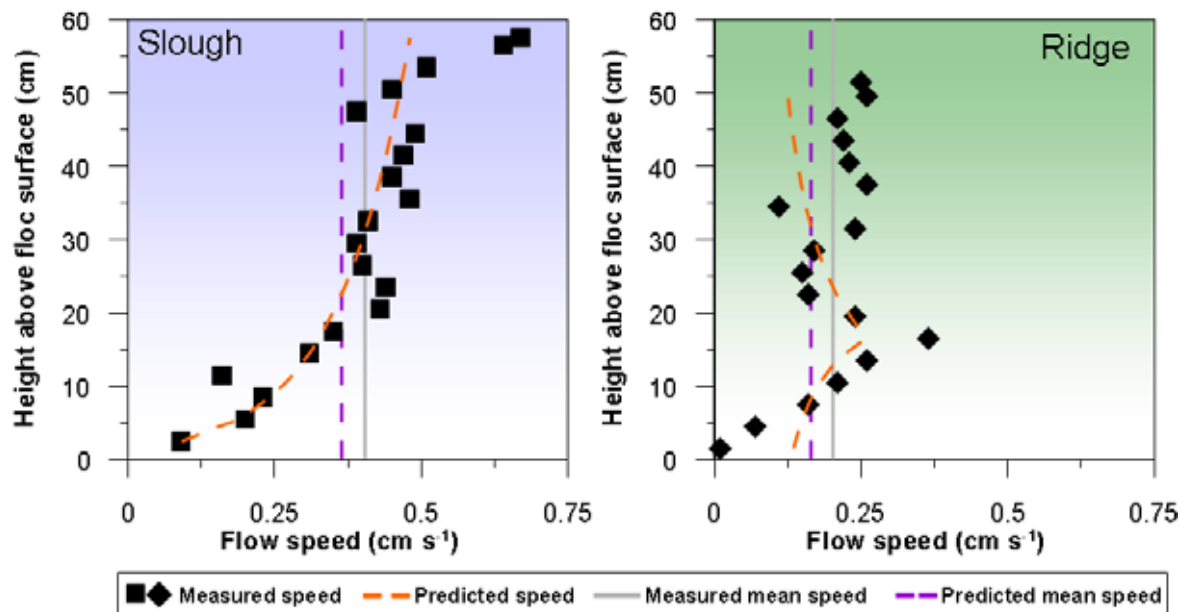 Slough
Height above floc surface (cm)
60
50
40
30
20
10
0
0 0.25 0.5 0.75
Flow speed (cm s⁻¹)
Ridge
Height above floc surface (cm)
60
50
40
30
20
10
0
0 0.25 0.5 0.75
Flow speed (cm s⁻¹)
Measured speed Predicted speed Measured mean speed Predicted mean speed